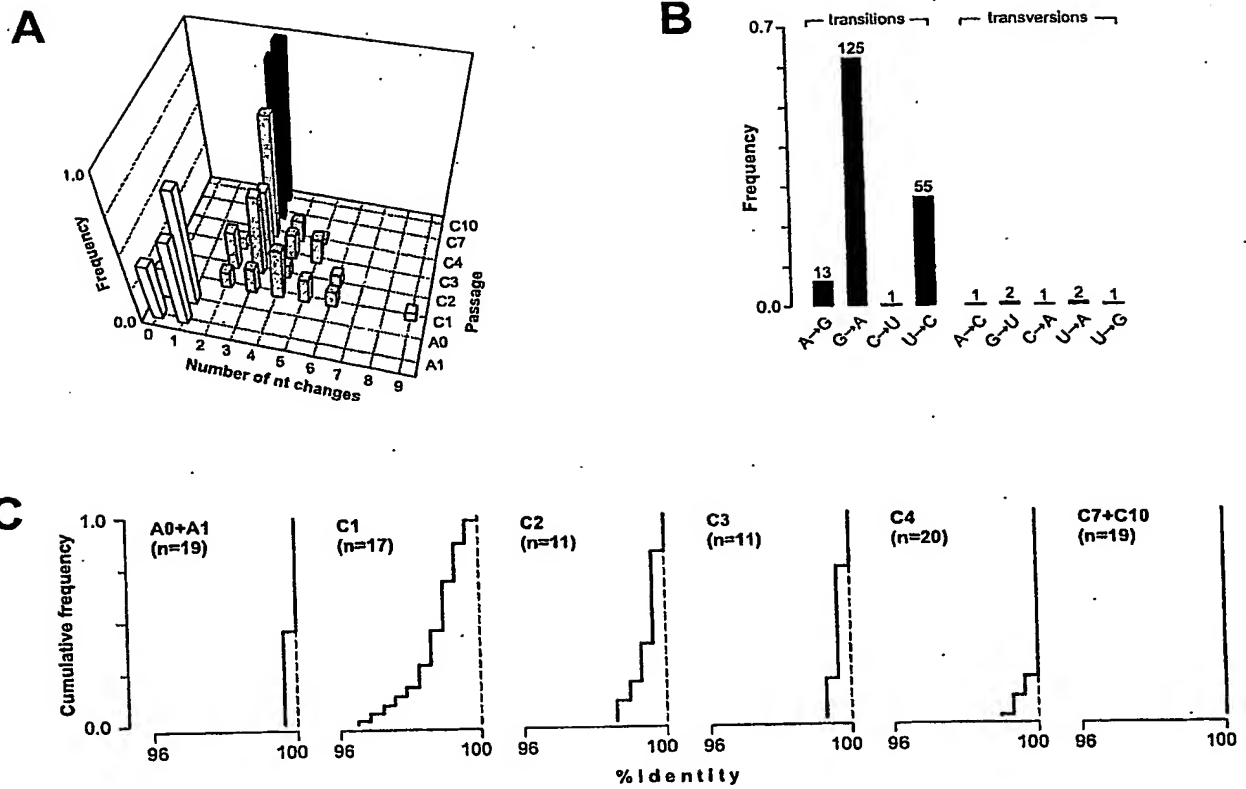 A
1.0
Frequency
0.0
0 1 2 3 4 5 6 7 8 9
Number of nt changes
C10
C7
C4
C3
C2
C1
A0
A1
Passage
B
transitions transversions
0.7
Frequency
0.0
13 125 1 55 1 2 1 2 1
A→G G→A C→U U→C A→C G→U C→A U→A U→G
C
Cumulative frequency
1.0
0.0
A0+A1
(n=19)
96 100
C1
(n=17)
96 100
C2
(n=11)
96 100
C3
(n=11)
96 100
C4
(n=20)
96 100
C7+C10
(n=19)
96 100
%Identity